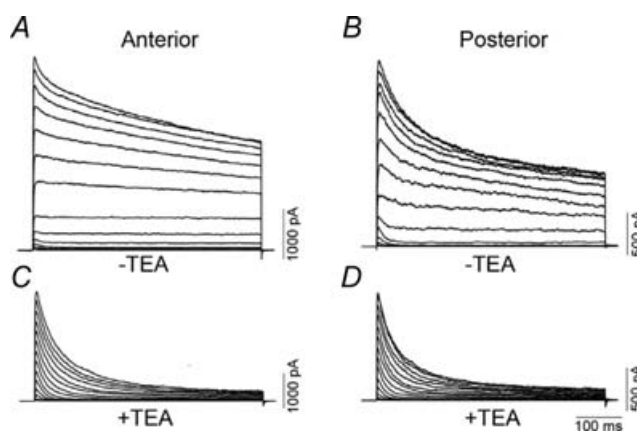 A Anterior
B Posterior
1000 pA
500 pA
-TEA
-TEA
C
D
1000 pA
500 pA
+TEA
+TEA
100 ms